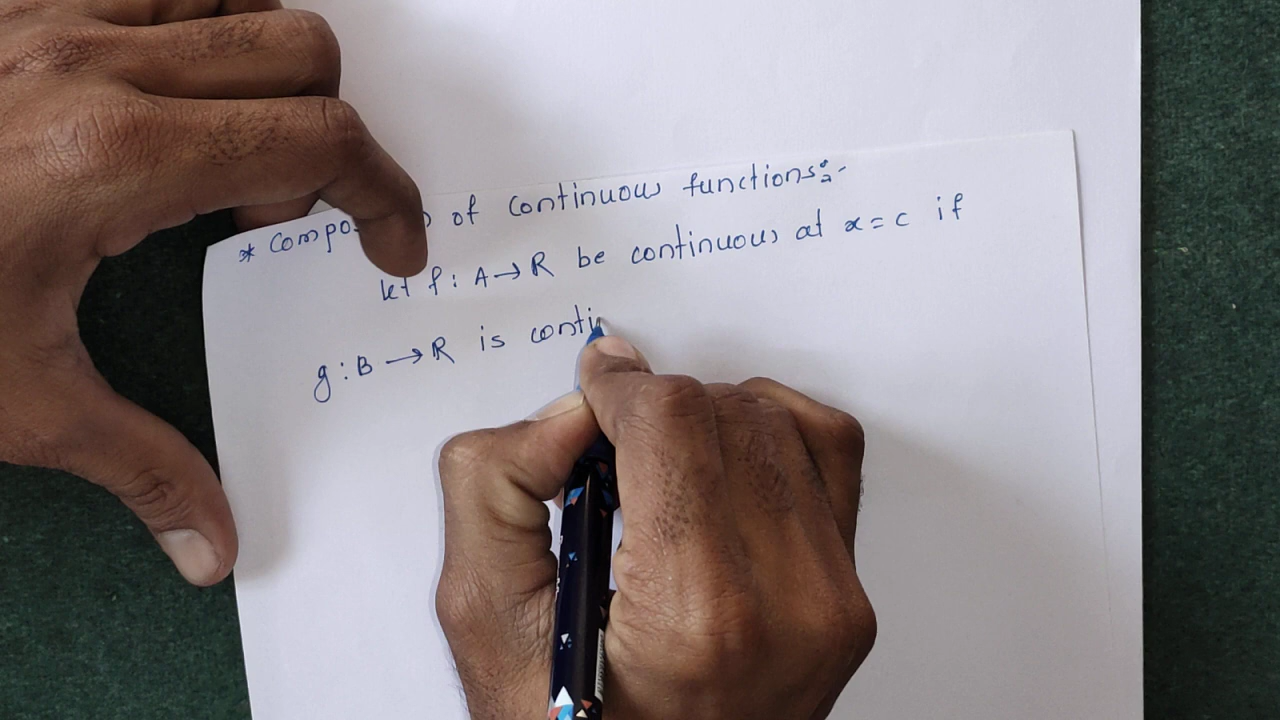 * Compo of Continuous functions:-
let f : A → R be continuous at x = c if
g : B → R is conti